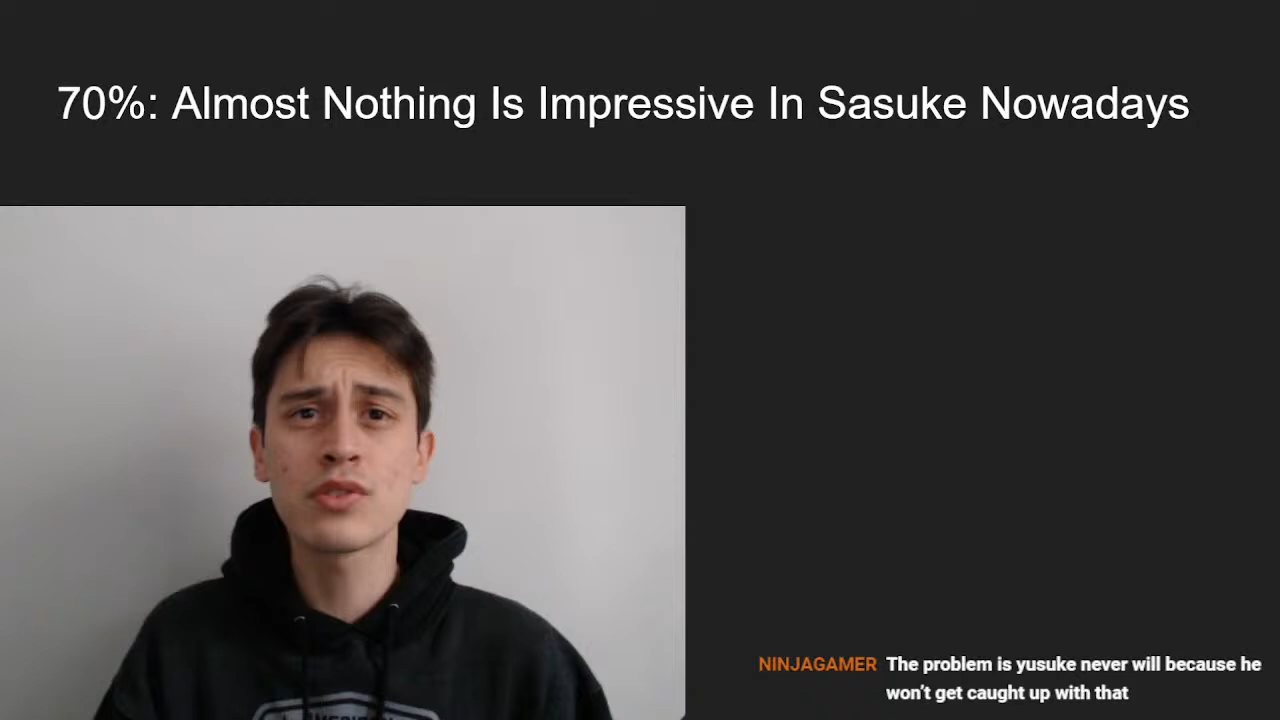 70%: Almost Nothing Is Impressive In Sasuke Nowadays
NINJAGAMER The problem is yusuke never will because he
won't get caught up with that